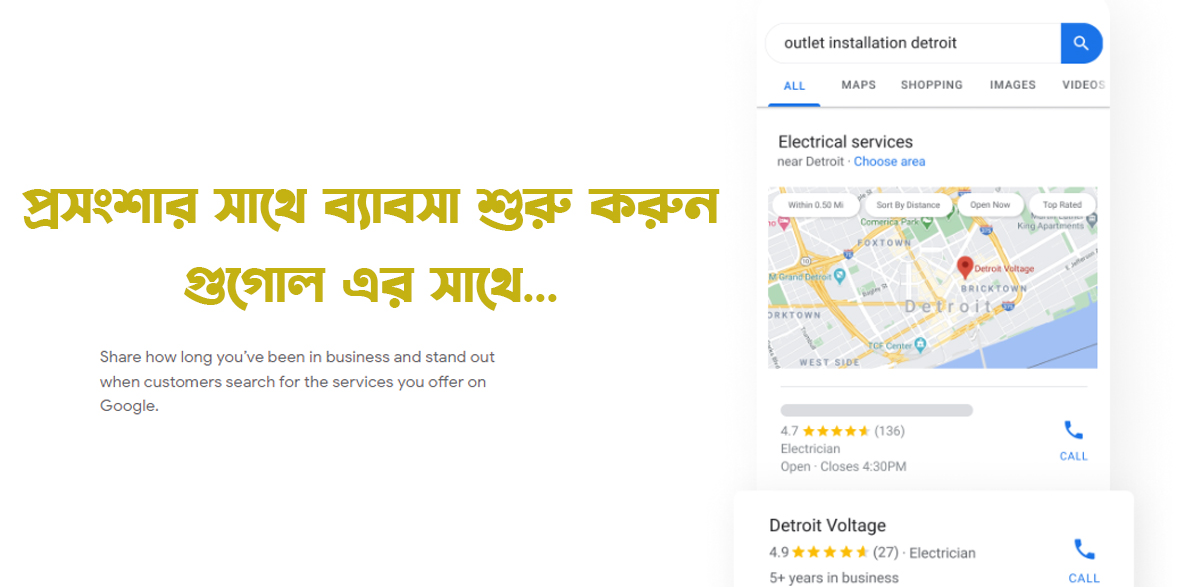 প্রসংশার সাথে ব্যাবসা শুরু করুন
গুগোল এর সাথে...
Share how long you’ve been in business and stand out
when customers search for the services you offer on
Google.
outlet installation detroit
ALL MAPS SHOPPING IMAGES VIDEOS
Electrical services
near Detroit · Choose area
Within 0.50 Mi Sort By Distance Open Now Top Rated
Comerica Park
King Apartments
FOXTOWN
M Grand Detroit
Detroit Voltage
BRICKTOWN
Detroit
ORKTOWN
TCF Center
WEST SIDE
4.7 (136)
Electrician
Open · Closes 4:30PM
CALL
Detroit Voltage
4.9 (27) · Electrician
5+ years in business
CALL